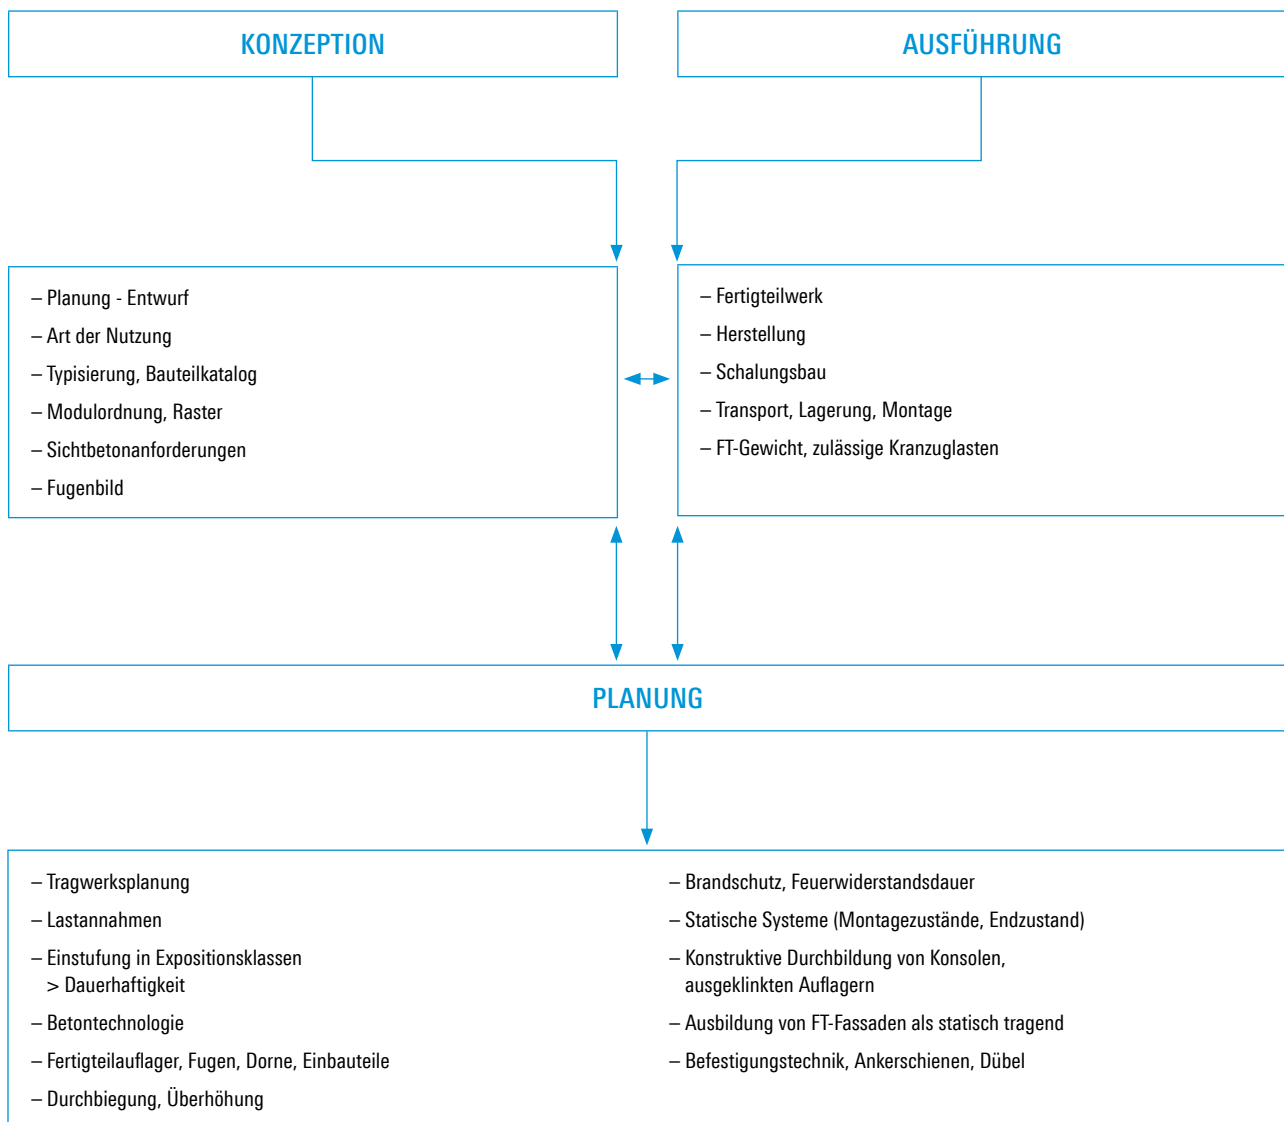 KONZEPTION
AUSFÜHRUNG
– Planung - Entwurf
– Art der Nutzung
– Typisierung, Bauteilkatalog
– Modulordnung, Raster
– Sichtbetonanforderungen
– Fugenbild
– Fertigteilwerk
– Herstellung
– Schalungsbau
– Transport, Lagerung, Montage
– FT-Gewicht, zulässige Kranzuglasten
PLANUNG
– Tragwerksplanung
– Lastannahmen
– Einstufung in Expositionsklassen
> Dauerhaftigkeit
– Betontechnologie
– Fertigteilauflager, Fugen, Dorne, Einbauteile
– Durchbiegung, Überhöhung
– Brandschutz, Feuerwiderstandsdauer
– Statische Systeme (Montagezustände, Endzustand)
– Konstruktive Durchbildung von Konsolen,
ausgeklinkten Auflagern
– Ausbildung von FT-Fassaden als statisch tragend
– Befestigungstechnik, Ankerschienen, Dübel